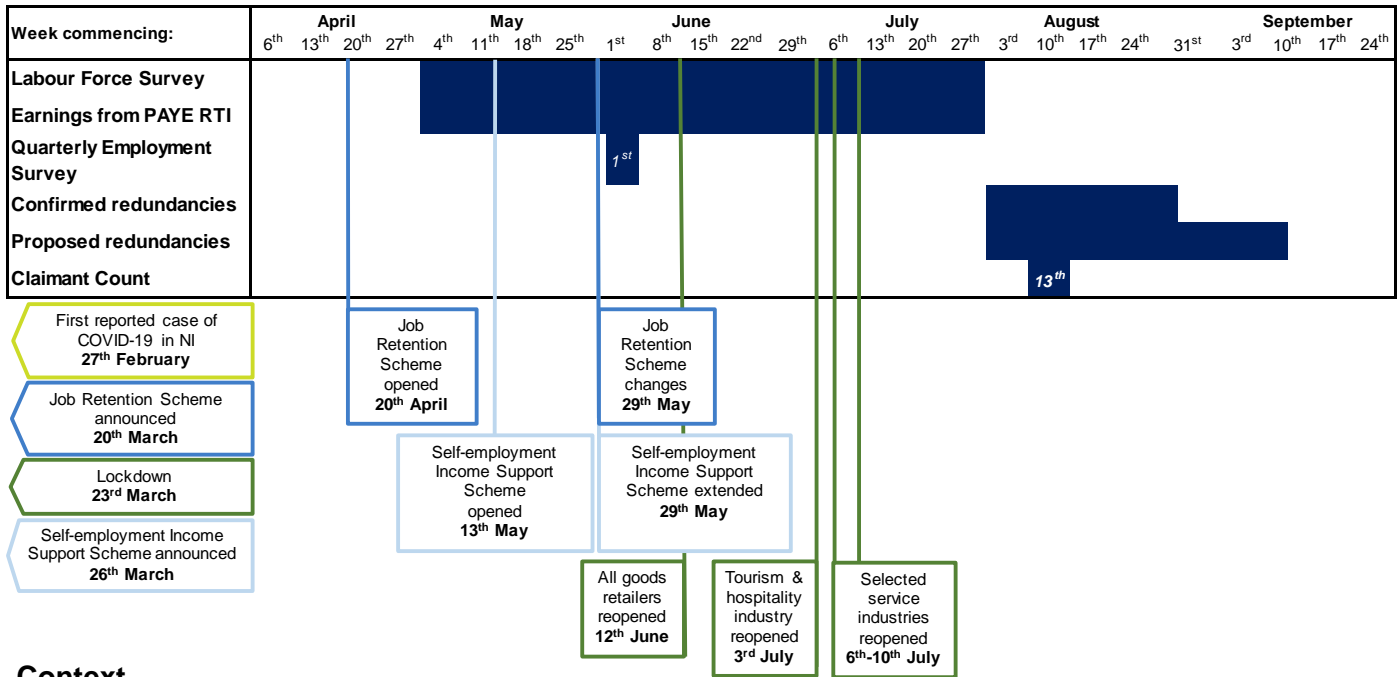 Week commencing:
April May June July August September
6th 13th 20th 27th 4th 11th 18th 25th 1st 8th 15th 22nd 29th 6th 13th 20th 27th 3rd 10th 17th 24th 31st 3rd 10th 17th 24th
Labour Force Survey
Earnings from PAYE RTI
Quarterly Employment
Survey
1st
Confirmed redundancies
Proposed redundancies
Claimant Count
13th
First reported case of
COVID-19 in NI
27th February
Job Retention Scheme
announced
20th March
Lockdown
23rd March
Self-employment Income
Support Scheme announced
26th March
Job
Retention
Scheme
opened
20th April
Job
Retention
Scheme
changes
29th May
Self-employment
Income Support
Scheme
opened
13th May
Self-employment
Income Support
Scheme extended
29th May
All goods
retailers
reopened
12th June
Tourism &
hospitality
industry
reopened
3rd July
Selected
service
industries
reopened
6th-10th July
Context